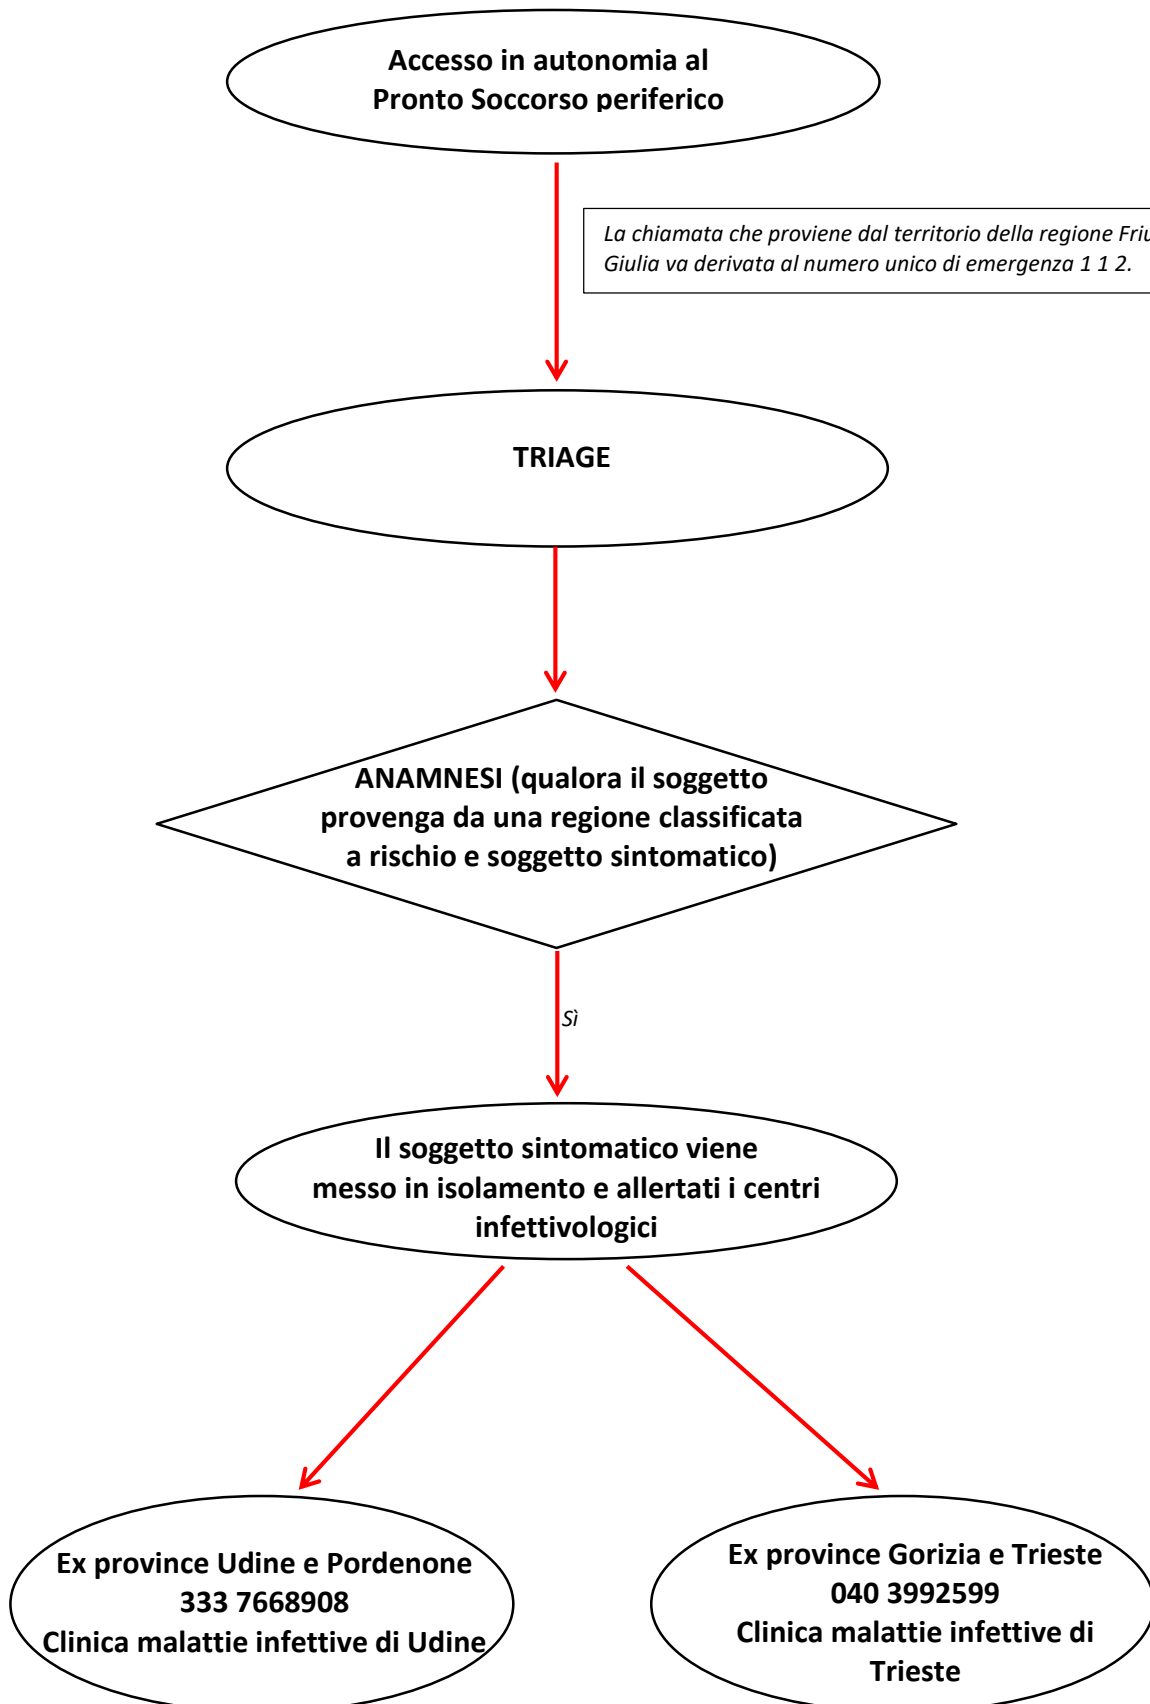 Accesso in autonomia al
Pronto Soccorso periferico
La chiamata che proviene dal territorio della regione Friu
Giulia va derivata al numero unico di emergenza 1 1 2.
TRIAGE
ANAMNESI (qualora il soggetto
provenga da una regione classificata
a rischio e soggetto sintomatico)
Sì
Il soggetto sintomatico viene
messo in isolamento e allertati i centri
infettivologici
Ex province Udine e Pordenone
333 7668908
Clinica malattie infettive di Udine
Ex province Gorizia e Trieste
040 3992599
Clinica malattie infettive di
Trieste